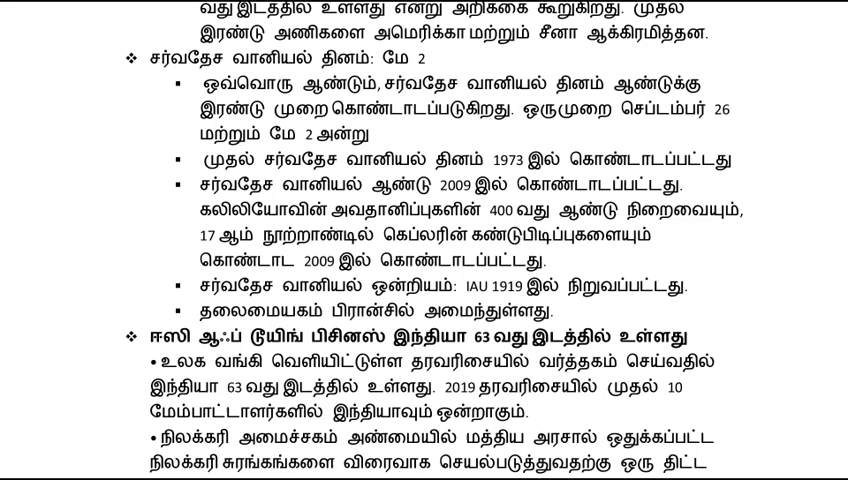 வது இடத்தில் உள்ளது என்று அறிக்கை கூறுகிறது. முதல்
இரண்டு அணிகளை அமெரிக்கா மற்றும் சீனா ஆக்கிரமித்தன.
❖ சர்வதேச வானியல் தினம்: மே 2
▪ ஒவ்வொரு ஆண்டும், சர்வதேச வானியல் தினம் ஆண்டுக்கு
இரண்டு முறை கொண்டாடப்படுகிறது. ஒருமுறை செப்டம்பர் 26
மற்றும் மே 2 அன்று
▪ முதல் சர்வதேச வானியல் தினம் 1973 இல் கொண்டாடப்பட்டது
▪ சர்வதேச வானியல் ஆண்டு 2009 இல் கொண்டாடப்பட்டது.
கலிலியோவின் அவதானிப்புகளின் 400 வது ஆண்டு நிறைவையும்,
17 ஆம் நூற்றாண்டில் கெப்லரின் கண்டுபிடிப்புகளையும்
கொண்டாட 2009 இல் கொண்டாடப்பட்டது.
▪ சர்வதேச வானியல் ஒன்றியம்: IAU 1919 இல் நிறுவப்பட்டது.
▪ தலைமையகம் பிரான்சில் அமைந்துள்ளது.
❖ ஈஸி ஆஃப் டூயிங் பிசினஸ் இந்தியா 63 வது இடத்தில் உள்ளது
• உலக வங்கி வெளியிட்டுள்ள தரவரிசையில் வர்த்தகம் செய்வதில்
இந்தியா 63 வது இடத்தில் உள்ளது. 2019 தரவரிசையில் முதல் 10
மேம்பாட்டாளர்களில் இந்தியாவும் ஒன்றாகும்.
• நிலக்கரி அமைச்சகம் அண்மையில் மத்திய அரசால் ஒதுக்கப்பட்ட
நிலக்கரி சுரங்கங்களை விரைவாக செயல்படுத்துவதற்கு ஒரு திட்ட